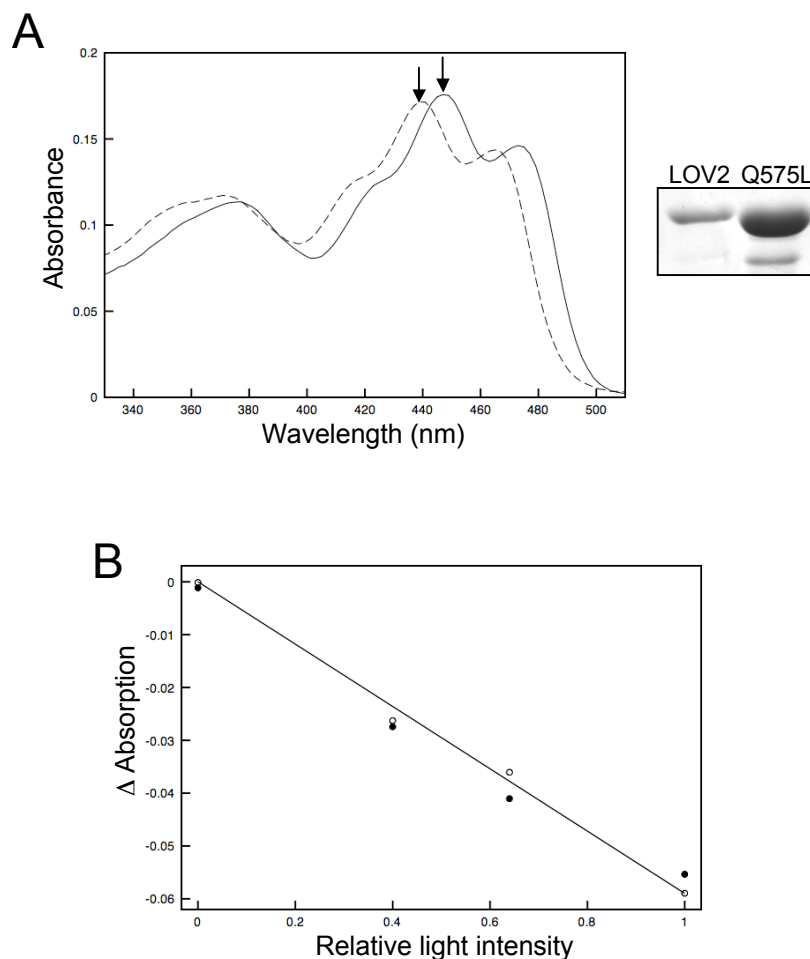 A
0.2
0.15
0.1
0.05
0
Absorbance
340 360 380 400 420 440 460 480 500
Wavelength (nm)
LOV2 Q575L
B
0
-0.01
-0.02
-0.03
-0.04
-0.05
-0.06
Δ Absorption
0 0.2 0.4 0.6 0.8 1
Relative light intensity